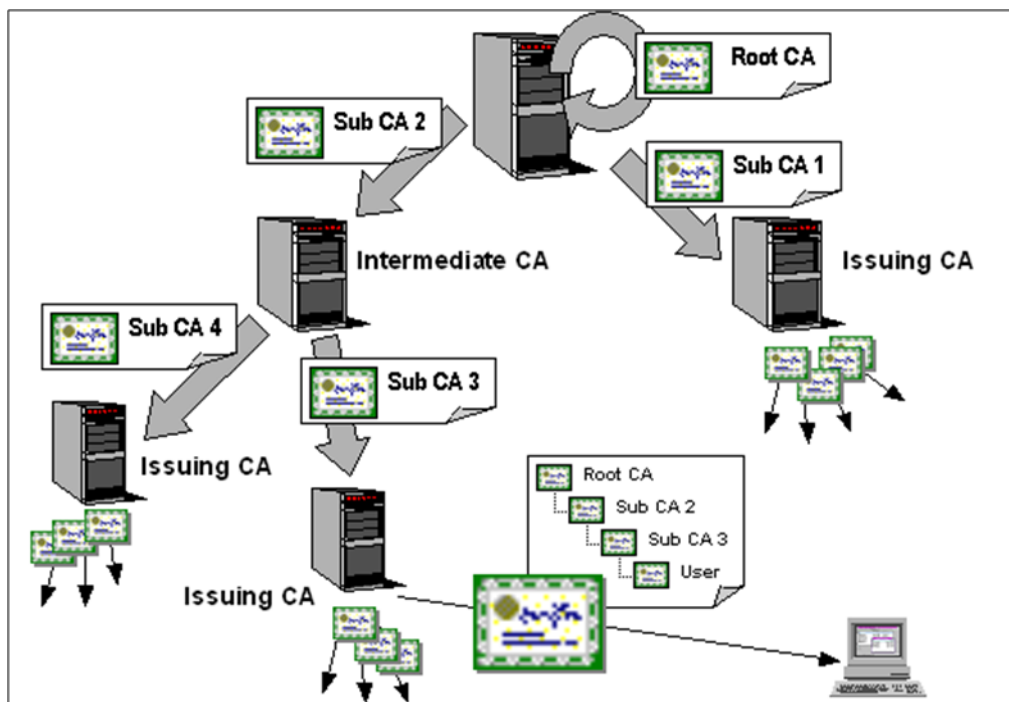 Root CA
Sub CA 2
Sub CA 1
Intermediate CA
Issuing CA
Sub CA 4
Sub CA 3
Issuing CA
Root CA
Sub CA 2
Sub CA 3
User
Issuing CA